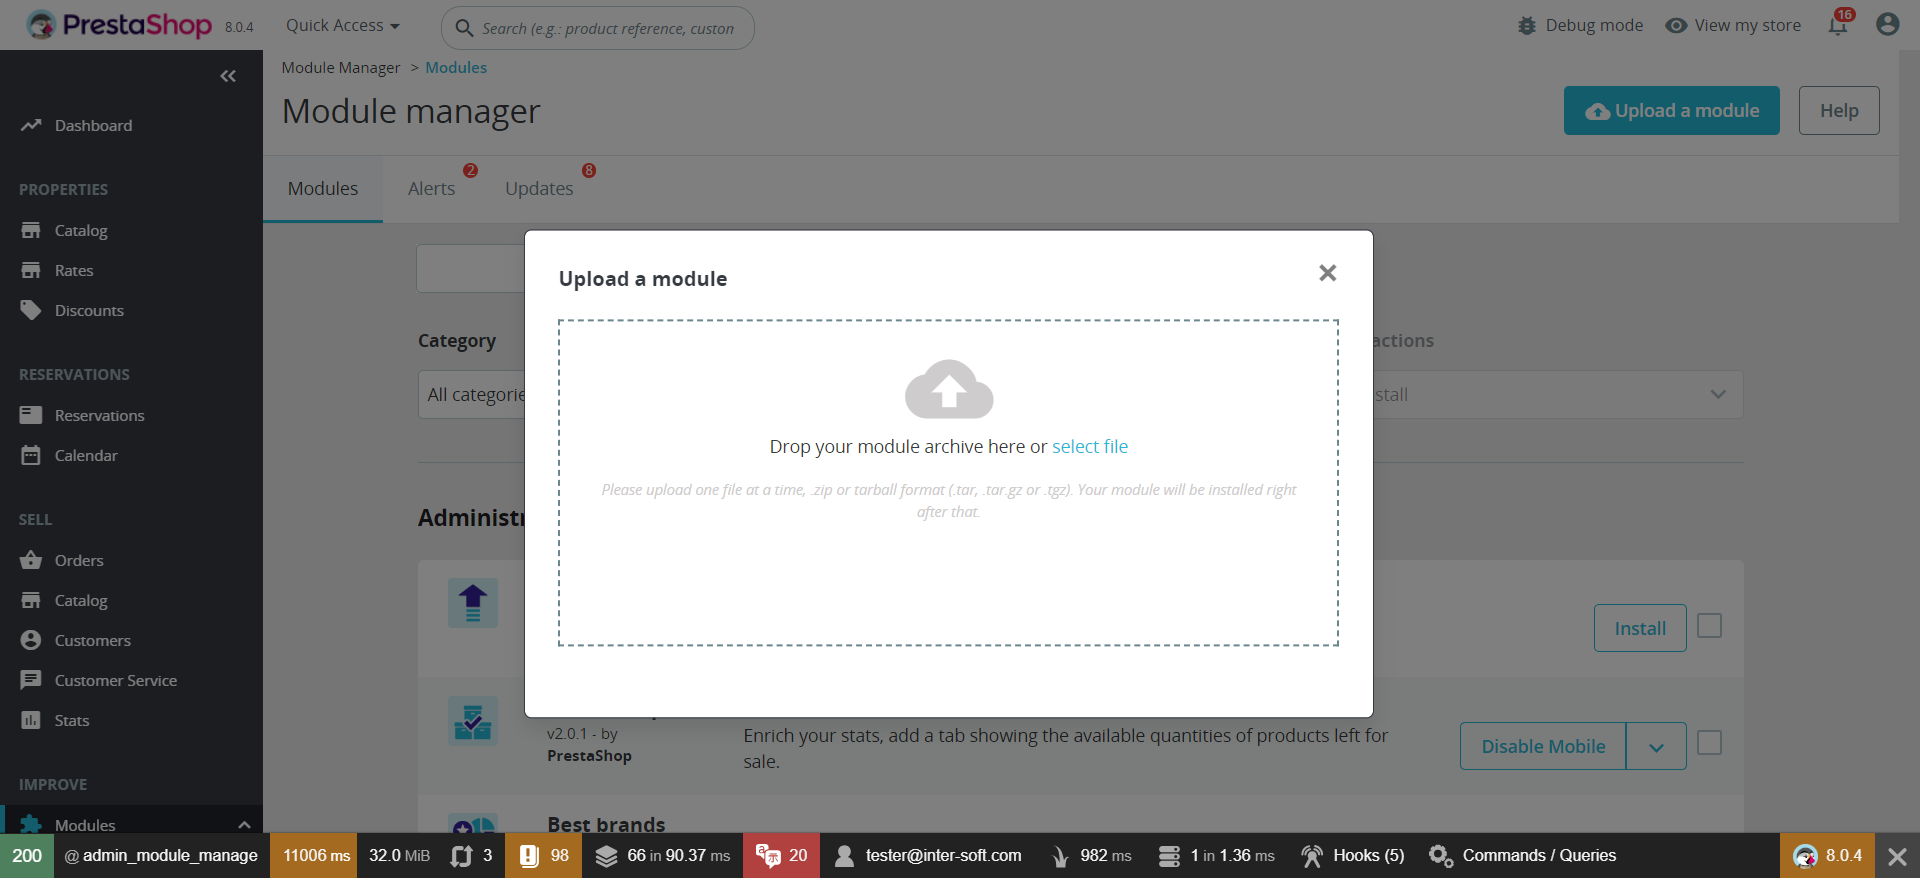 PrestaShop 8.0.4 Quick Access Search (e.g.: product reference, custon Debug mode View my store 16
Module Manager > Modules
Module manager
Upload a module Help
Modules Alerts 2 Updates 8
Dashboard
PROPERTIES
Catalog
Rates
Discounts
RESERVATIONS
Reservations
Calendar
SELL
Orders
Catalog
Customers
Customer Service
Stats
IMPROVE
Modules
Upload a module
Drop your module archive here or select file
Please upload one file at a time, .zip or tarball format (.tar, .tar.gz or .tgz). Your module will be installed right
after that.
Category
All categorie
actions
stall
Administr
Install
v2.0.1 - by
PrestaShop
Enrich your stats, add a tab showing the available quantities of products left for
sale.
Disable Mobile
Best brands
200 @ admin_module_manage 11006 ms 32.0 MiB 3 98 66 in 90.37 ms 20 tester@inter-soft.com 982 ms 1 in 1.36 ms Hooks (5) Commands / Queries 8.0.4